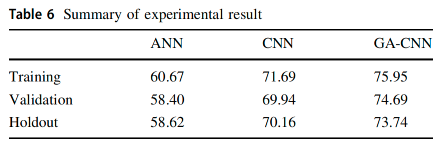 Table 6 Summary of experimental result
ANN CNN GA-CNN
Training 60.67 71.69 75.95
Validation 58.40 69.94 74.69
Holdout 58.62 70.16 73.74